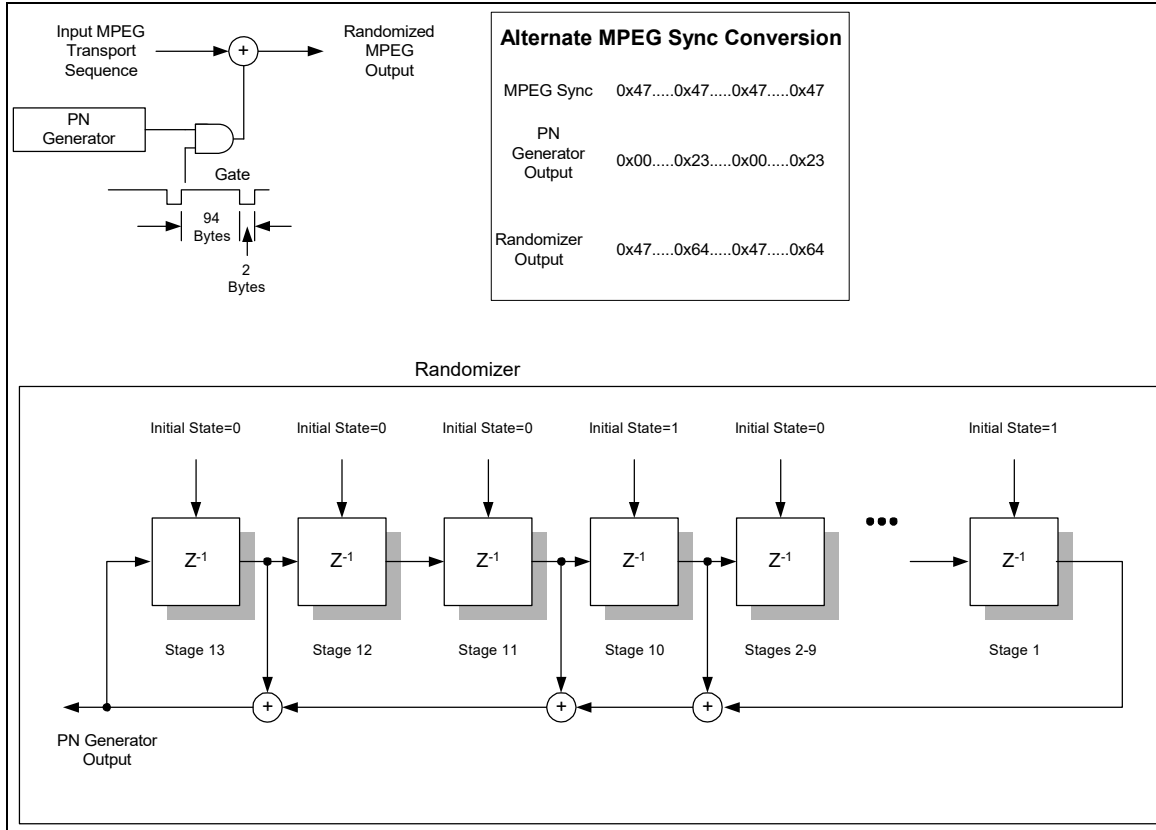 Input MPEG
Transport
Sequence
+
Randomized
MPEG
Output
PN
Generator
Gate
94
Bytes
2
Bytes
Alternate MPEG Sync Conversion
MPEG Sync 0x47.....0x47.....0x47.....0x47
PN
Generator
Output
0x00.....0x23.....0x00.....0x23
Randomizer
Output
0x47....0x64.....0x47.....0x64
Randomizer
Initial State=0 Initial State=0 Initial State=0 Initial State=1 Initial State=0 Initial State=1
Z-1 Z-1 Z-1 Z-1 Z-1 ••• Z-1
Stage 13 Stage 12 Stage 11 Stage 10 Stages 2-9 Stage 1
+ + +
PN Generator
Output